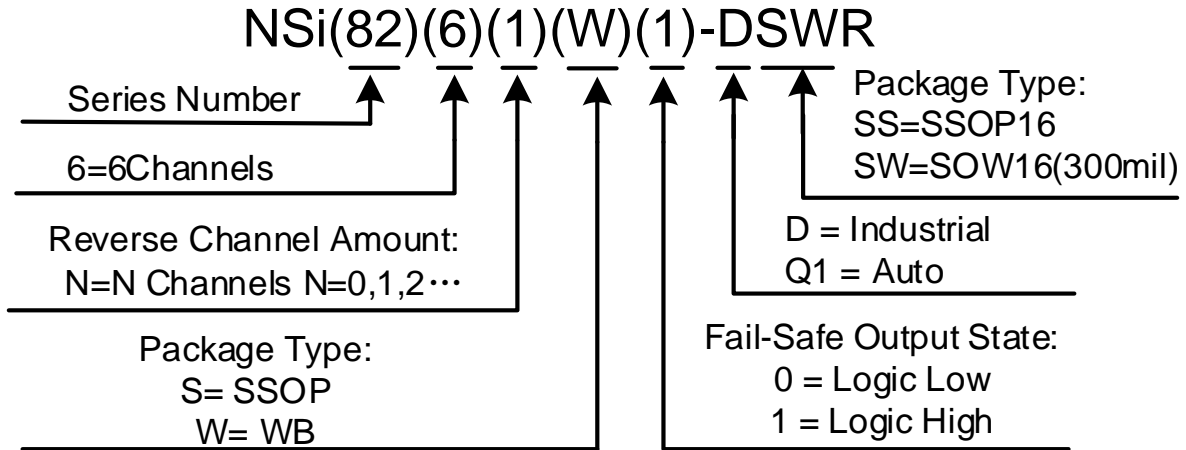 NSi(82)(6)(1)(W)(1)-DSWR
Series Number
6=6Channels
Reverse Channel Amount:
N=N Channels N=0,1,2···
Package Type:
S= SSOP
W= WB
Package Type:
SS=SSOP16
SW=SOW16(300mil)
D = Industrial
Q1 = Auto
Fail-Safe Output State:
0 = Logic Low
1 = Logic High